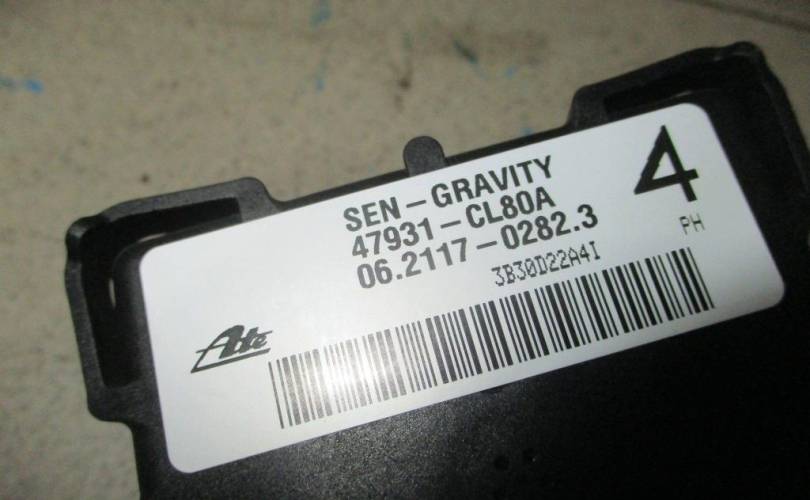 SEN-GRAVITY
47931-CL80A
06.2117-0282.3
4
PH
3B30D22A4I
Ate